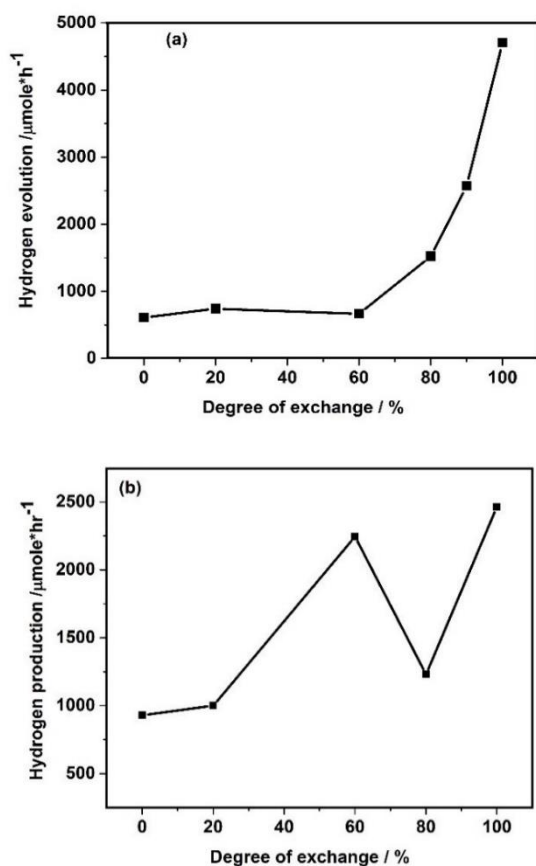 (a)
Hydrogen evolution /μmole*h⁻¹
5000
4000
3000
2000
1000
0
0 20 40 60 80 100
Degree of exchange / %
(b)
Hydrogen production /μmole*hr⁻¹
2500
2000
1500
1000
500
0 20 40 60 80 100
Degree of exchange / %